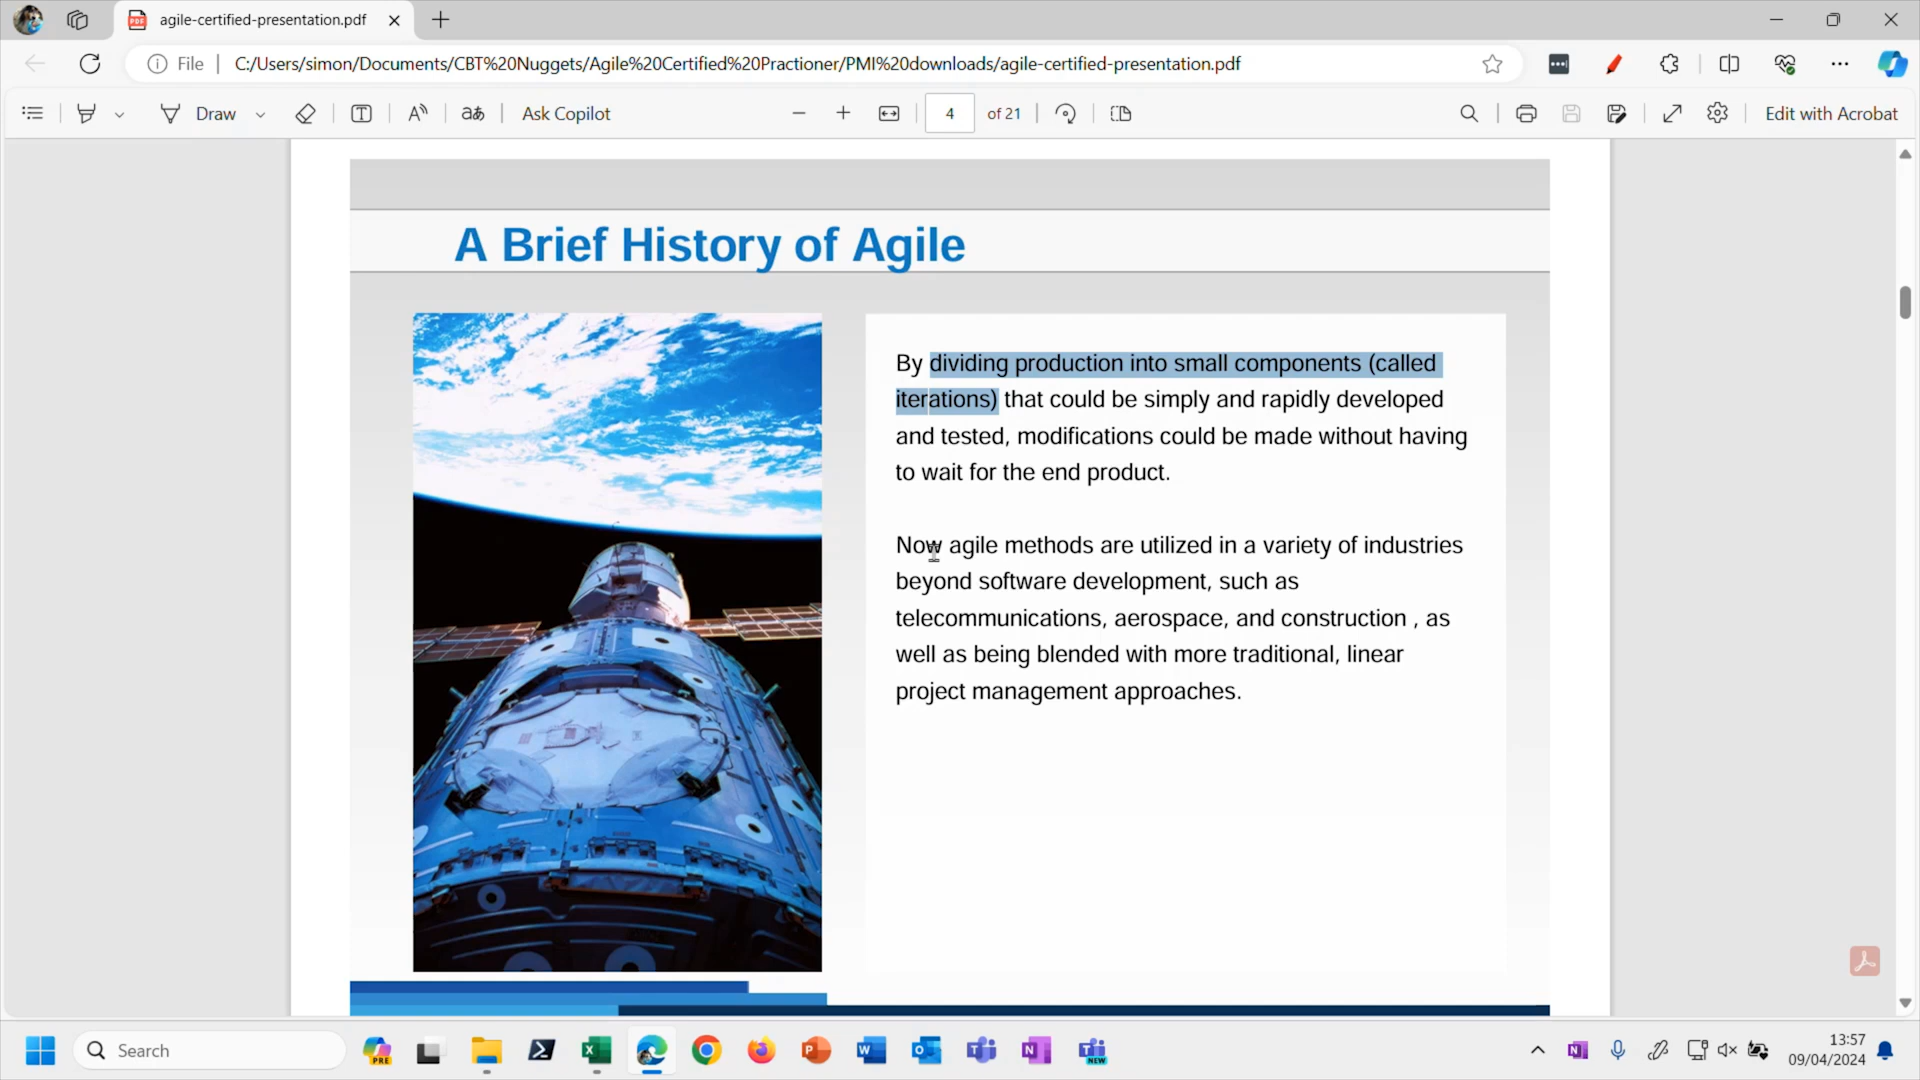 agile-certified-presentation.pdf
File
C:/Users/simon/Documents/CBT%20Nuggets/Agile%20Certified%20Practioner/PMI%20downloads/agile-certified-presentation.pdf
Draw
aあ
Ask Copilot
4
of 21
Edit with Acrobat
A Brief History of Agile
By dividing production into small components (called
iterations) that could be simply and rapidly developed
and tested, modifications could be made without having
to wait for the end product.
Now agile methods are utilized in a variety of industries
beyond software development, such as
telecommunications, aerospace, and construction , as
well as being blended with more traditional, linear
project management approaches.
Search
PRE
NEW
13:57
09/04/2024